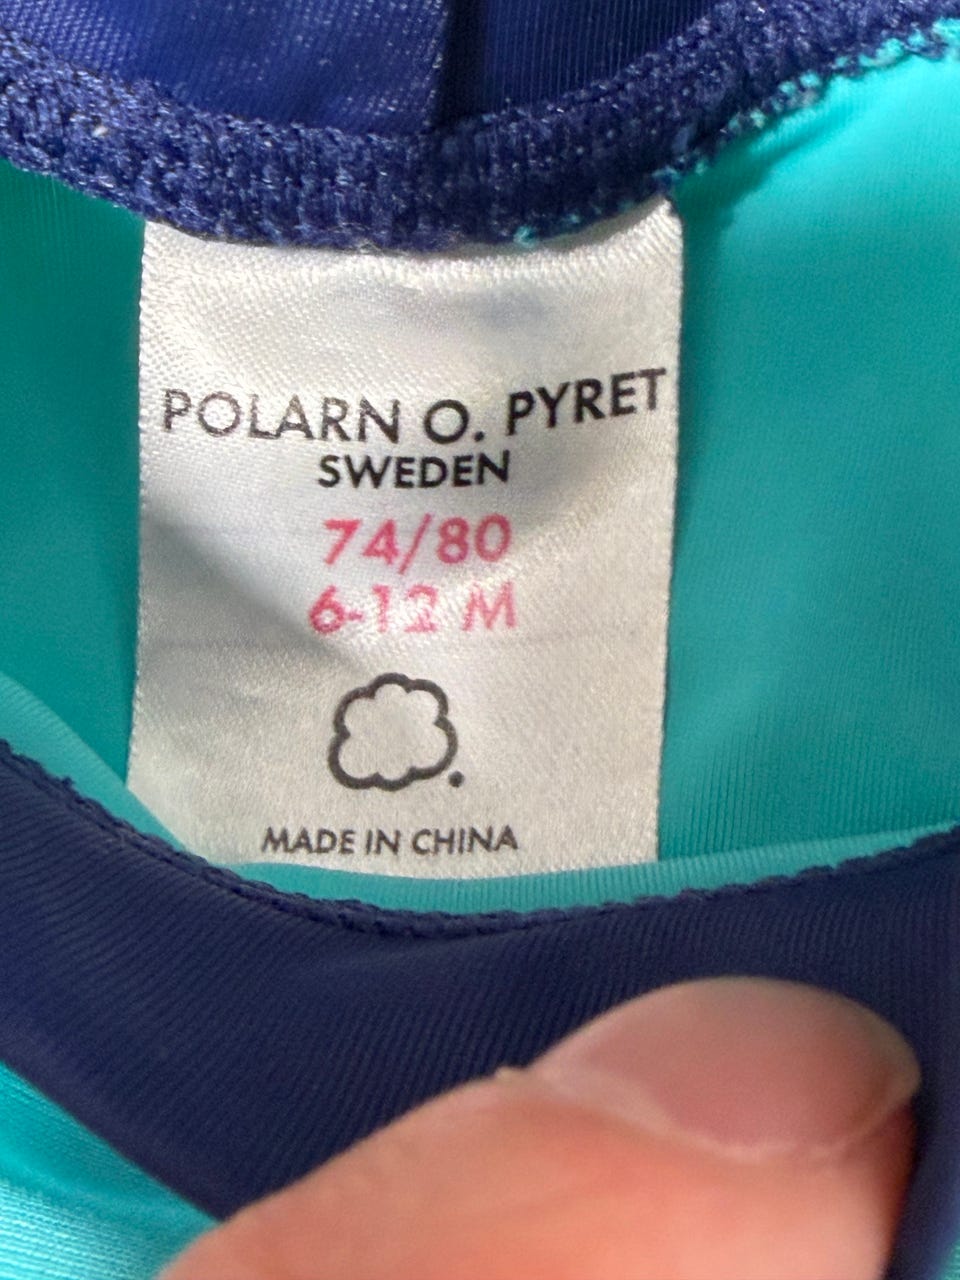 POLARN O. PYRET
SWEDEN
74/80
6-12 M
MADE IN CHINA